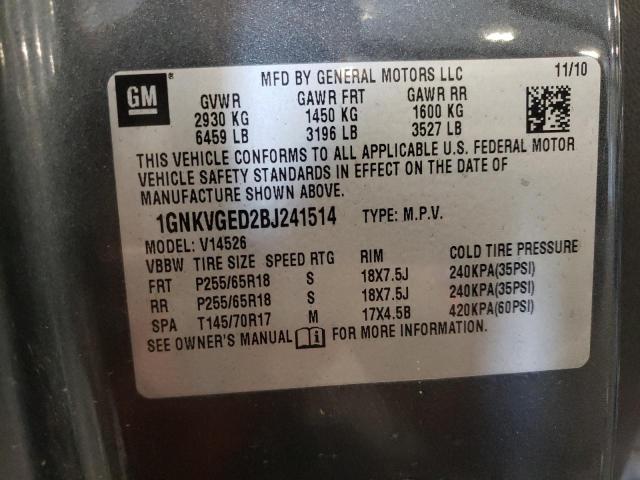 MFD BY GENERAL MOTORS LLC 11/10
GM
GVWR GAWR FRT GAWR RR
2930 KG 1450 KG 1600 KG
6459 LB 3196 LB 3527 LB
THIS VEHICLE CONFORMS TO ALL APPLICABLE U.S. FEDERAL MOTOR
VEHICLE SAFETY STANDARDS IN EFFECT ON THE DATE OF
MANUFACTURE SHOWN ABOVE.
1GNKVGED2BJ241514 TYPE: M.P.V.
MODEL: V14526
VBBW TIRE SIZE SPEED RTG RIM COLD TIRE PRESSURE
FRT P255/65R18 S 18X7.5J 240KPA(35PSI)
RR P255/65R18 S 18X7.5J 240KPA(35PSI)
SPA T145/70R17 M 17X4.5B 420KPA(60PSI)
SEE OWNER'S MANUAL FOR MORE INFORMATION.